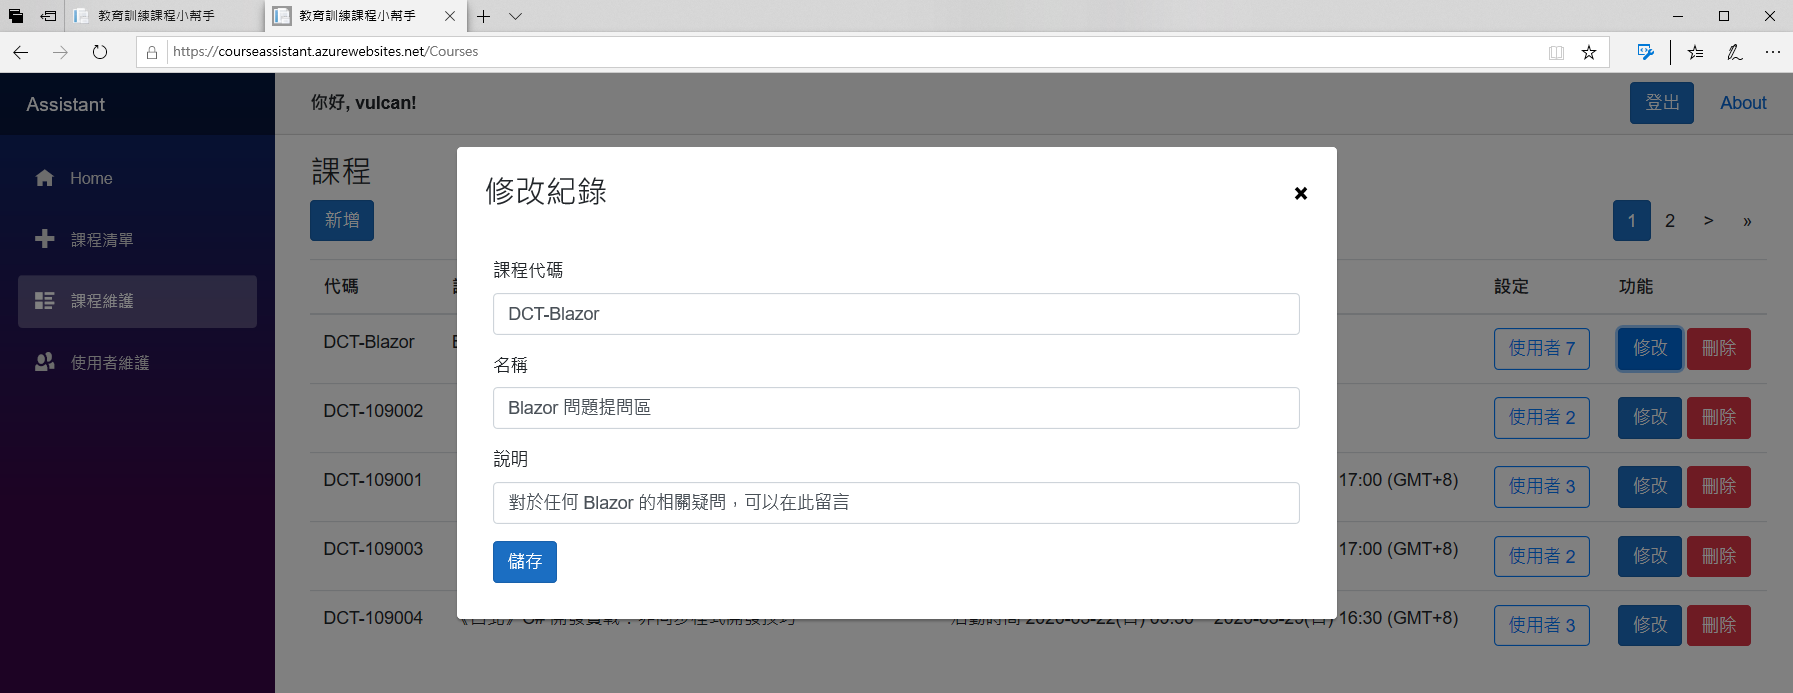 教育訓練課程小幫手
教育訓練課程小幫手
https://courseassistant.azurewebsites.net/Courses
Assistant
你好, vulcan!
登出
About
Home
課程清單
課程維護
使用者維護
課程
新增
1 2 > »
代碼
設定 功能
DCT-Blazor
使用者 7 修改 刪除
DCT-109002
使用者 2 修改 刪除
DCT-109001
17:00 (GMT+8) 使用者 3 修改 刪除
DCT-109003
17:00 (GMT+8) 使用者 2 修改 刪除
DCT-109004
16:30 (GMT+8) 使用者 3 修改 刪除
修改紀錄
課程代碼
DCT-Blazor
名稱
Blazor 問題提問區
說明
對於任何 Blazor 的相關疑問，可以在此留言
儲存